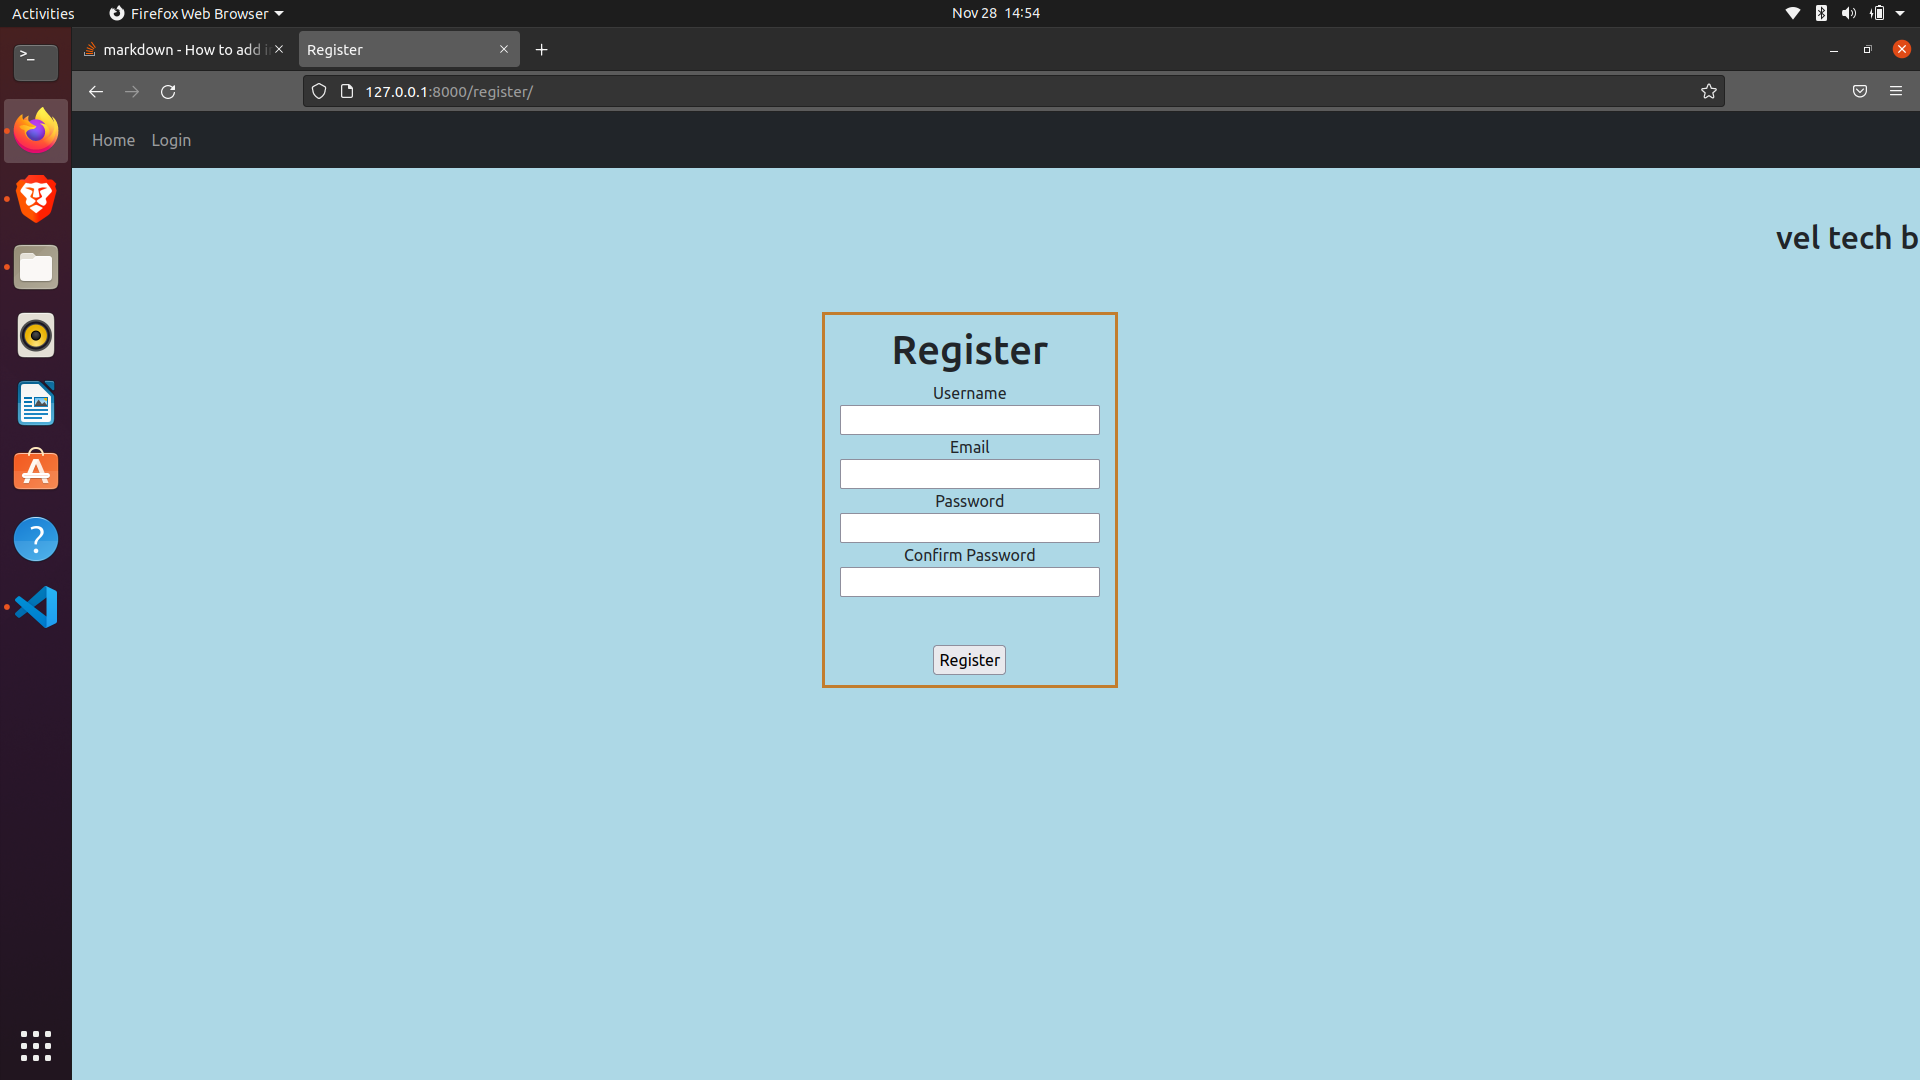 Activities
Firefox Web Browser
Nov 28 14:54
markdown - How to add i
Register
127.0.0.1:8000/register/
Home
Login
vel tech b
Register
Username
Email
Password
Confirm Password
Register